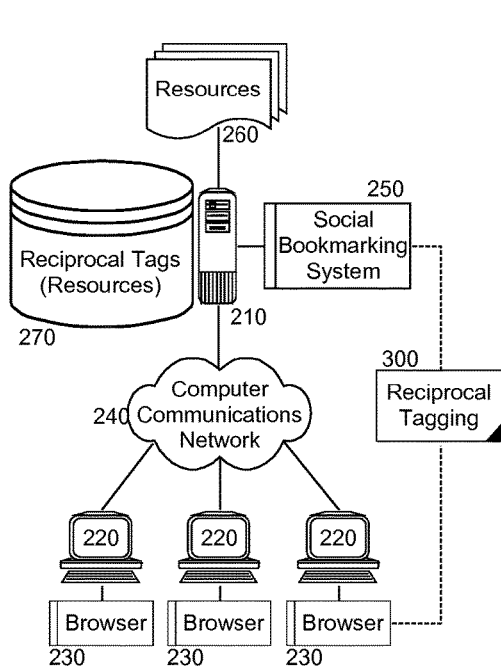 Resources
260
250
Social
Bookmarking
System
Reciprocal Tags
(Resources)
210
270
300
Reciprocal
Tagging
Computer
240 Communications
Network
220 220 220
Browser Browser Browser
230 230 230